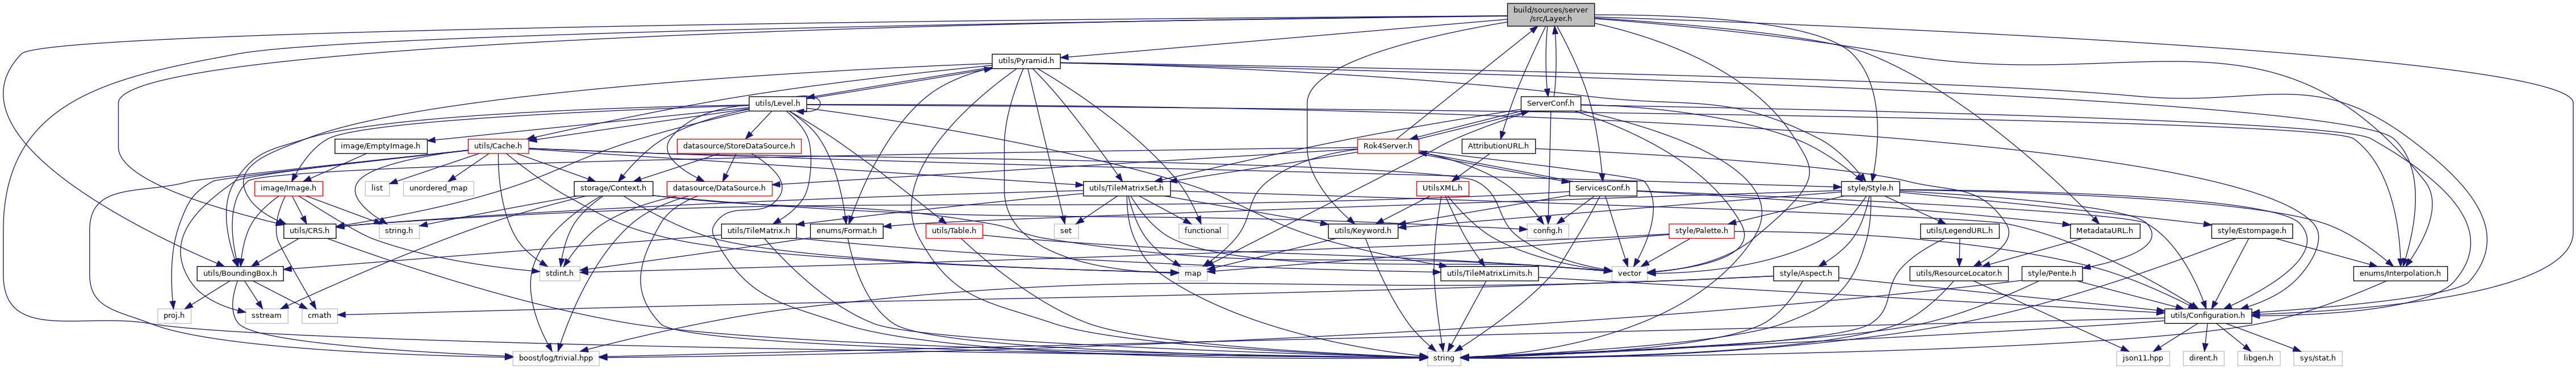 build/sources/server
/src/Layer.h
utils/Pyramid.h
utils/Level.h
ServerConf.h
image/EmptyImage.h
utils/Cache.h
datasource/StoreDataSource.h
Rok4Server.h
AttributionURL.h
image/Image.h
list
unordered_map
storage/Context.h
datasource/DataSource.h
utils/TileMatrixSet.h
UtilsXML.h
ServicesConf.h
style/Style.h
utils/CRS.h
string.h
utils/TileMatrix.h
enums/Format.h
utils/Table.h
set
functional
utils/Keyword.h
config.h
style/Palette.h
utils/LegendURL.h
MetadataURL.h
style/Estompage.h
utils/BoundingBox.h
stdint.h
map
utils/TileMatrixLimits.h
vector
style/Aspect.h
utils/ResourceLocator.h
style/Pente.h
enums/Interpolation.h
proj.h
sstream
cmath
utils/Configuration.h
boost/log/trivial.hpp
string
json11.hpp
dirent.h
libgen.h
sys/stat.h